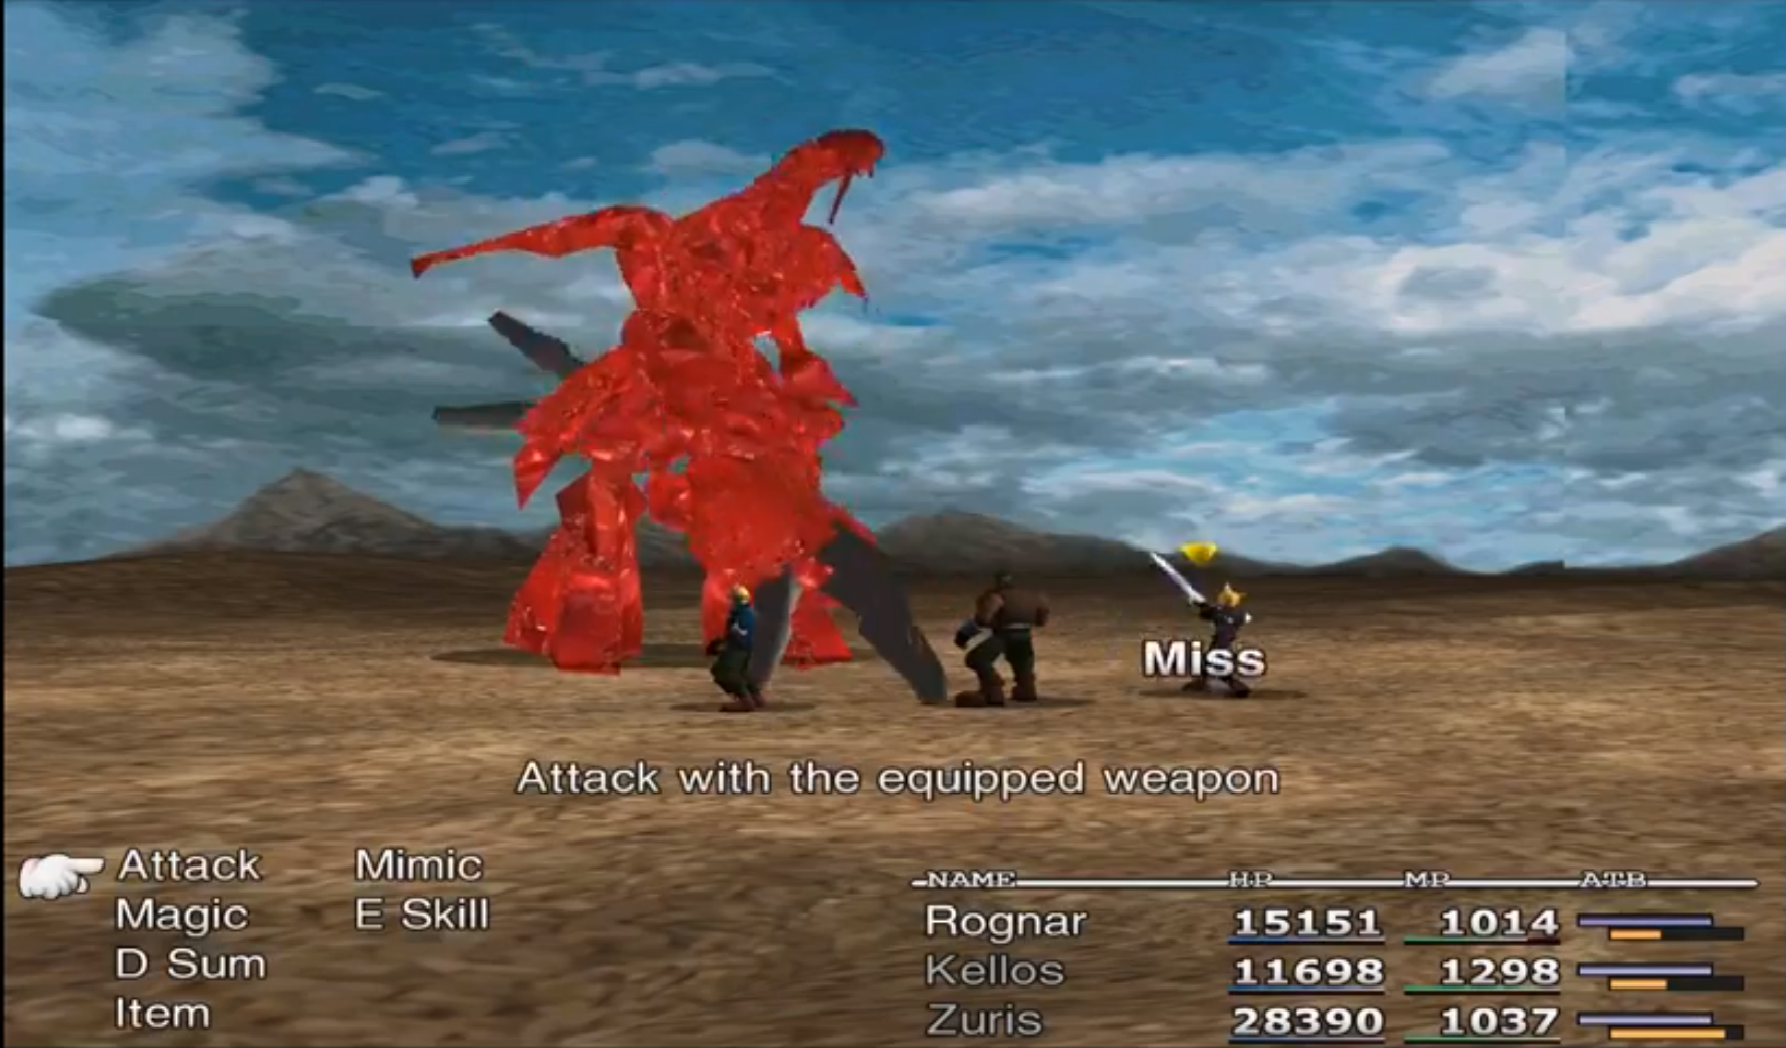 Miss
Attack with the equipped weapon
Attack Mimic
Magic E Skill
D Sum
Item
NAME HP MP ATB
Rognar 15151 1014
Kellos 11698 1298
Zuris 28390 1037